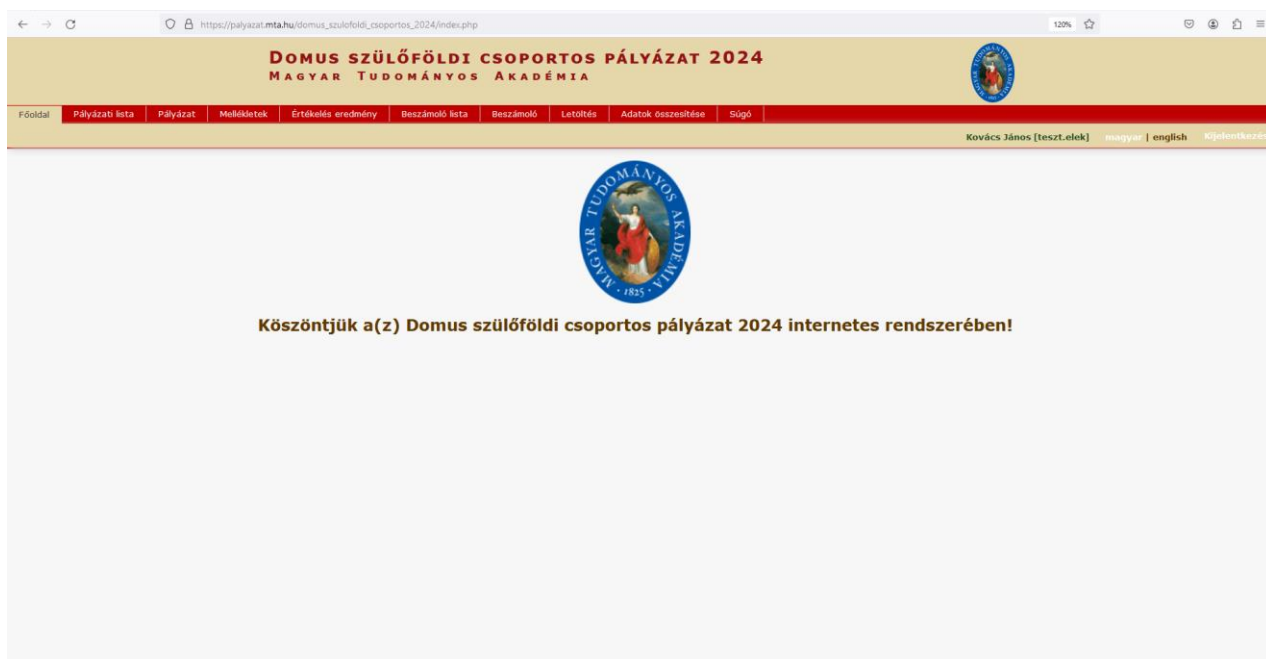 https://palyazat.mta.hu/domus_szulofoldi_csoportos_2024/index.php 120%
DOMUS SZÜLŐFÖLDI CSOPORTOS PÁLYÁZAT 2024
MAGYAR TUDOMÁNYOS AKADÉMIA
Főoldal Pályázati lista Pályázat Mellékletek Értékelés eredmény Beszámoló lista Beszámoló Letöltés Adatok összesítése Súgó
Kovács János [teszt.elek] magyar | english Kijelentkezés
MAGYAR TUDOMÁNYOS AKADÉMIA
· 1825 ·
Köszöntjük a(z) Domus szülőföldi csoportos pályázat 2024 internetes rendszerében!